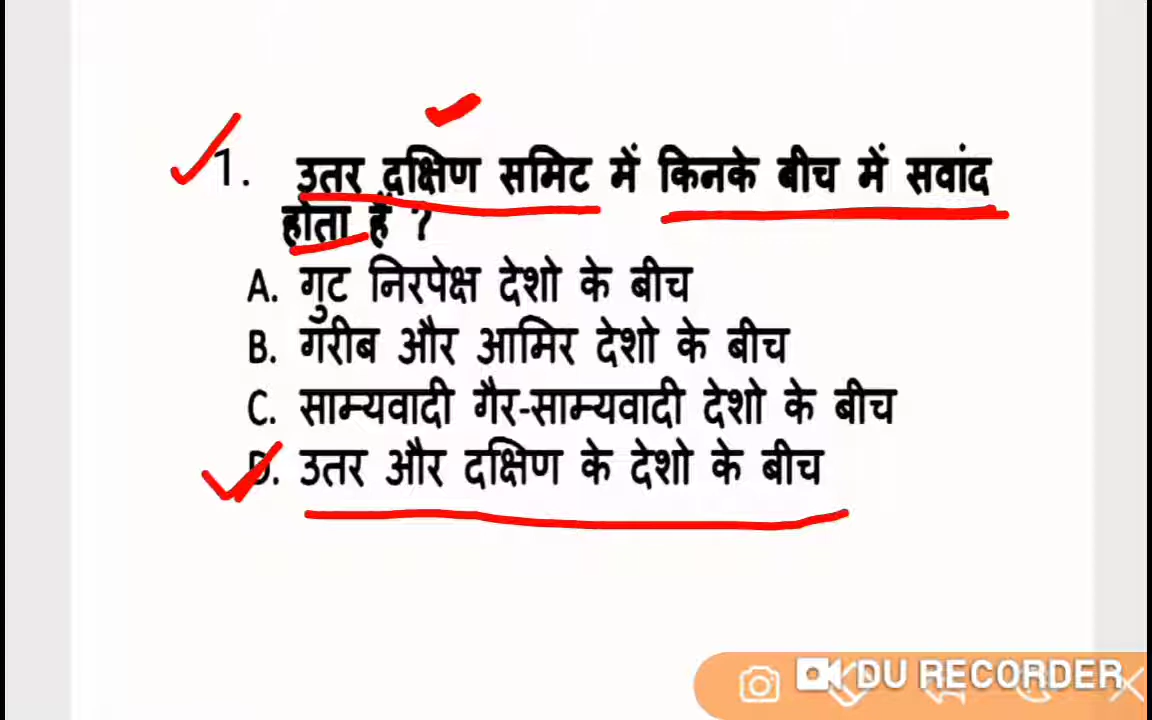 1. उतर दक्षिण समिट में किनके बीच में सवांद
होता हैं ?
A. गुट निरपेक्ष देशो के बीच
B. गरीब और आमिर देशो के बीच
C. साम्यवादी गैर-साम्यवादी देशो के बीच
D. उतर और दक्षिण के देशो के बीच
DU RECORDER